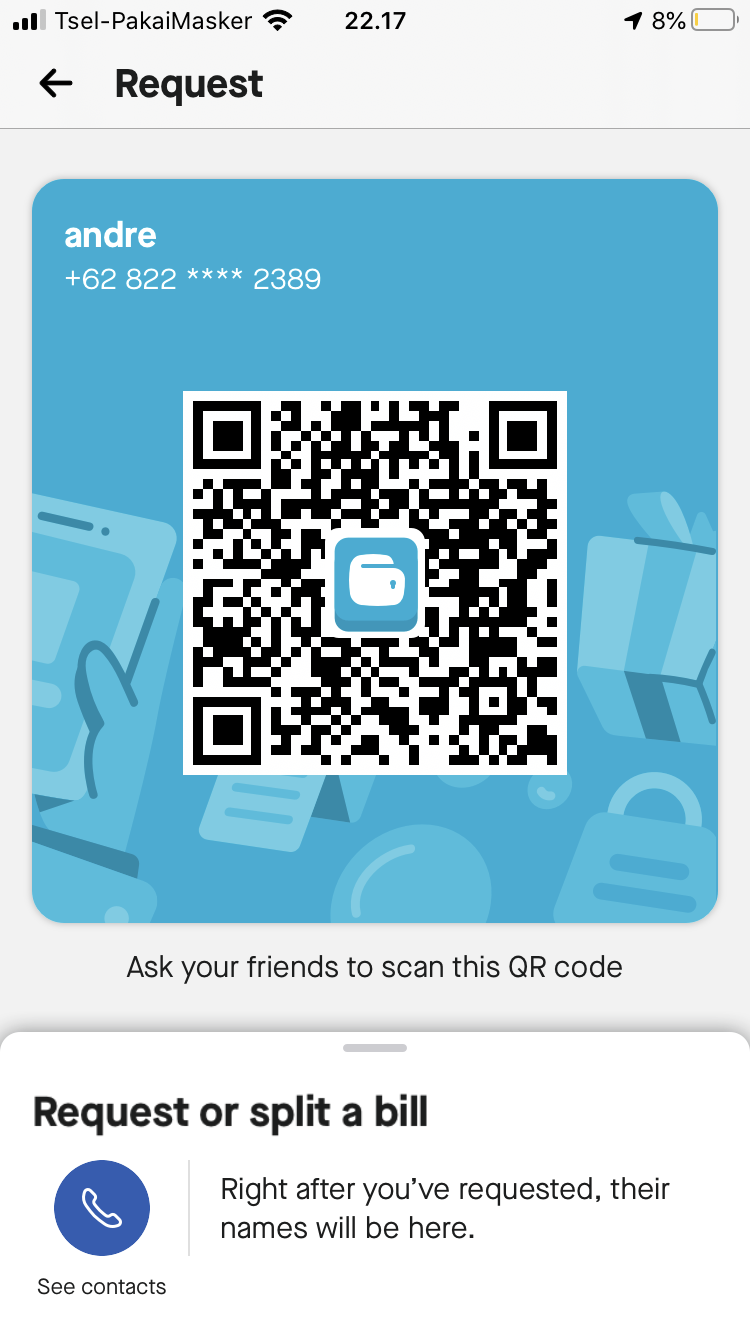 Tsel-PakaiMasker 22.17 8%
Request
andre
+62 822 **** 2389
Ask your friends to scan this QR code
Request or split a bill
Right after you’ve requested, their
names will be here.
See contacts